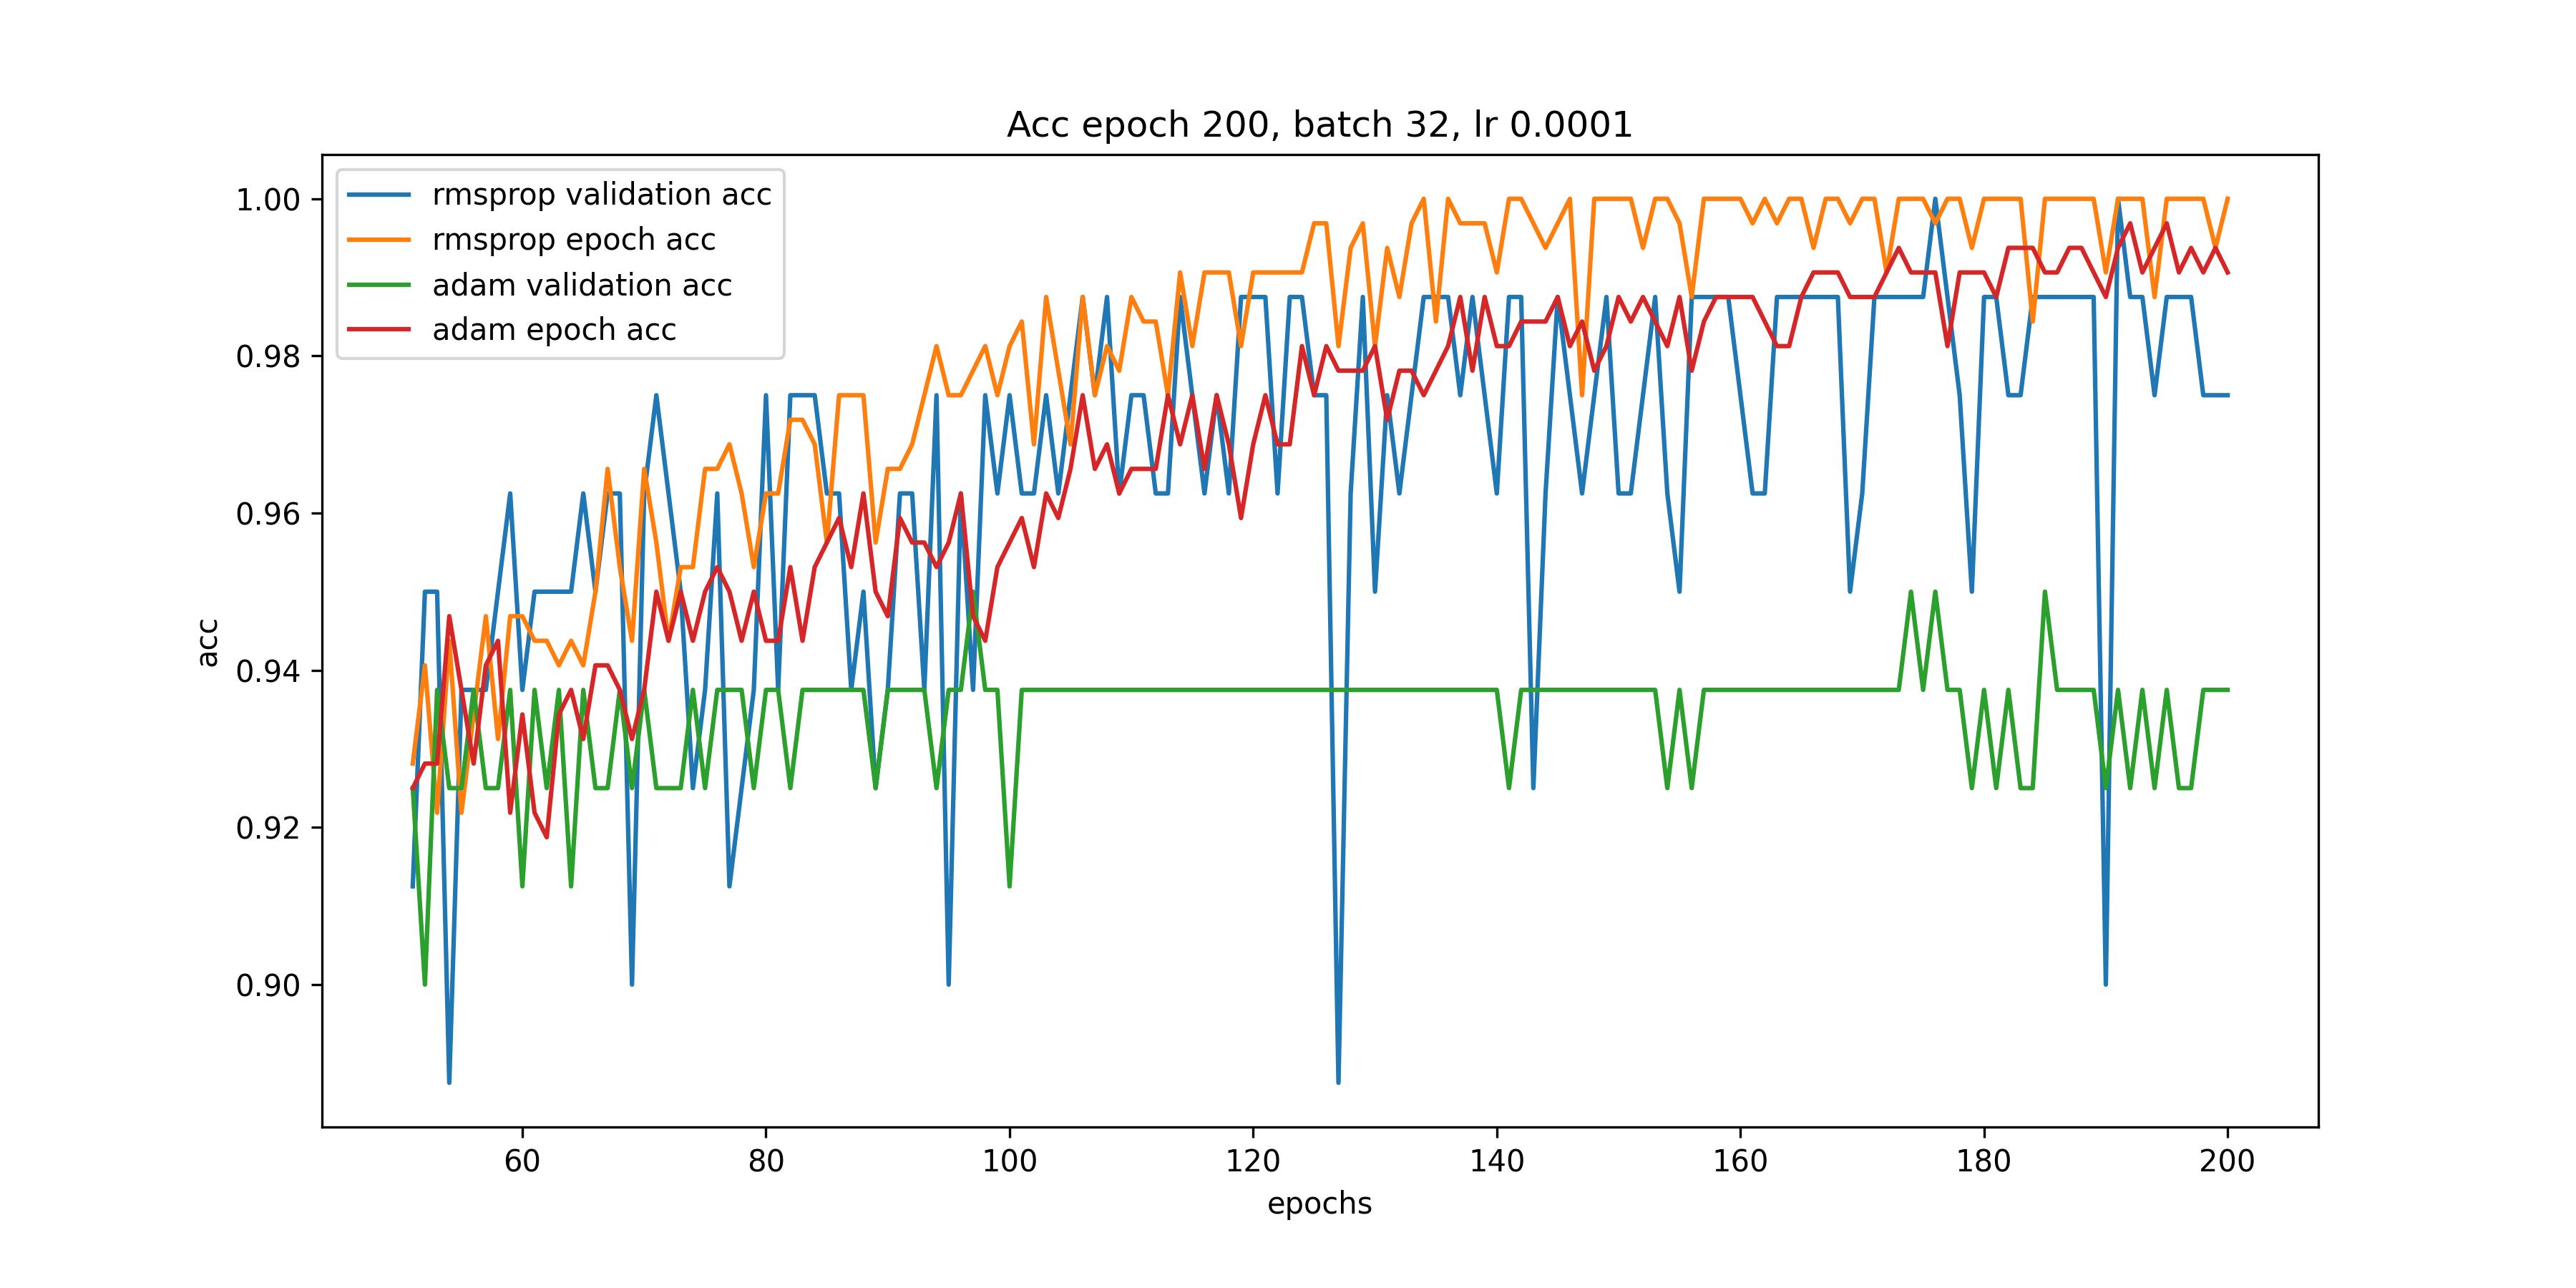 Acc epoch 200, batch 32, lr 0.0001
rmsprop validation acc
rmsprop epoch acc
adam validation acc
adam epoch acc
1.00
0.98
0.96
0.94
0.92
0.90
acc
60 80 100 120 140 160 180 200
epochs